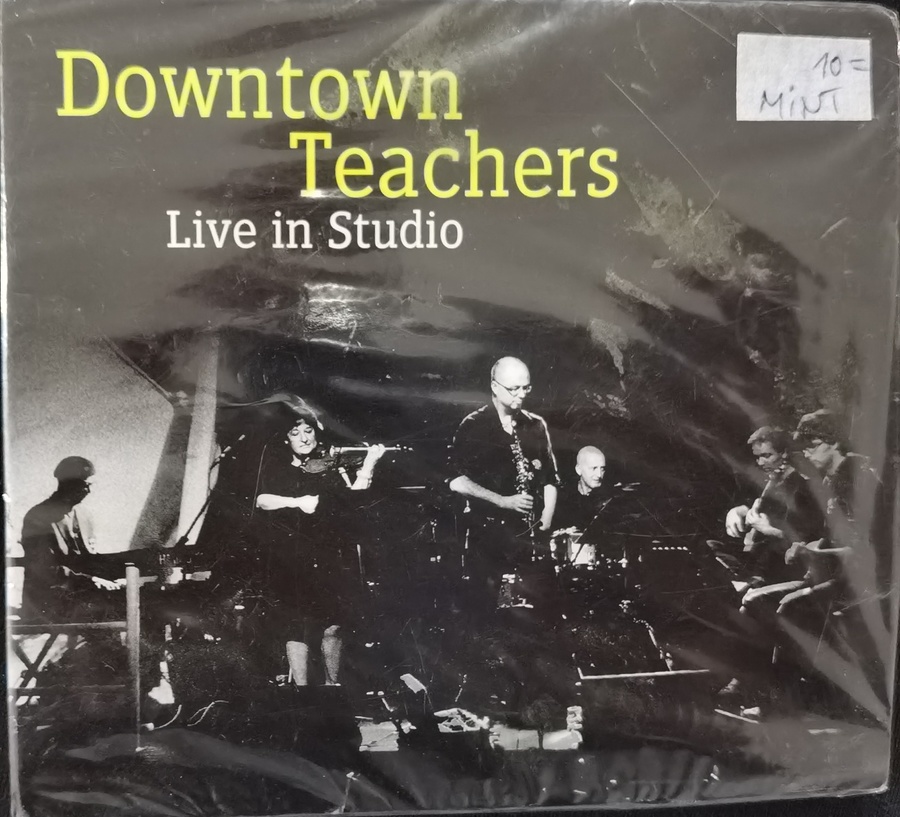 Downtown
Teachers
Live in Studio
10=
MINT